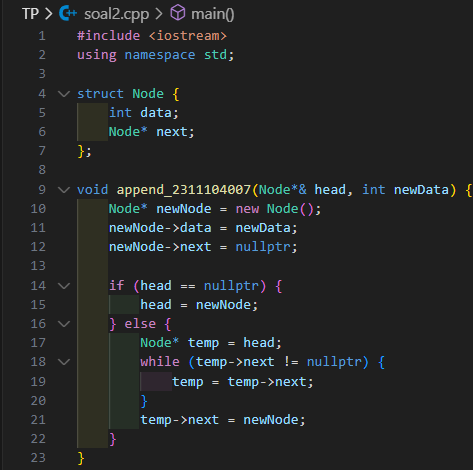 TP > soal2.cpp > main()
1 #include <iostream>
2 using namespace std;
3
4 struct Node {
5     int data;
6     Node* next;
7 };
8
9 void append_2311104007(Node*& head, int newData) {
10     Node* newNode = new Node();
11     newNode->data = newData;
12     newNode->next = nullptr;
13
14     if (head == nullptr) {
15         head = newNode;
16     } else {
17         Node* temp = head;
18         while (temp->next != nullptr) {
19             temp = temp->next;
20         }
21         temp->next = newNode;
22     }
23 }